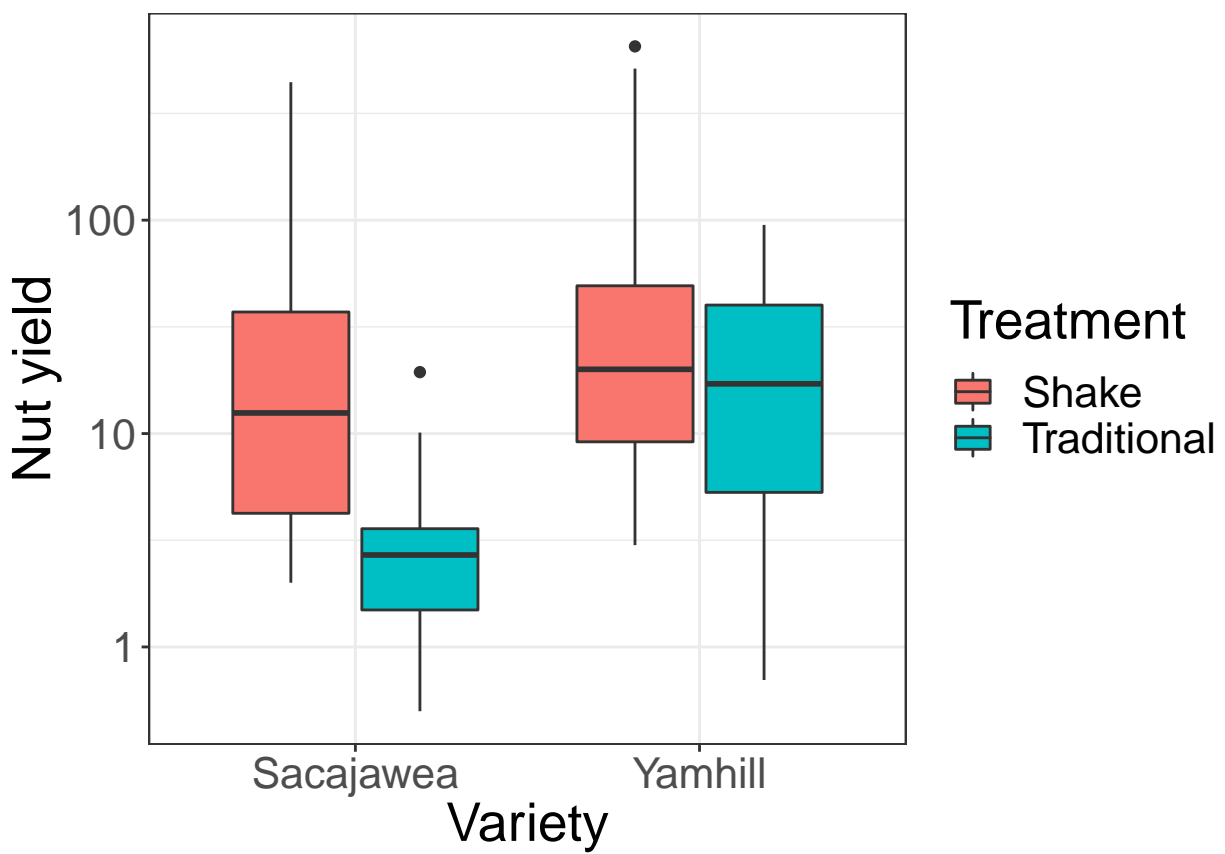 Nut yield
100
10
1
Sacajawea
Yamhill
Variety
Treatment
Shake
Traditional